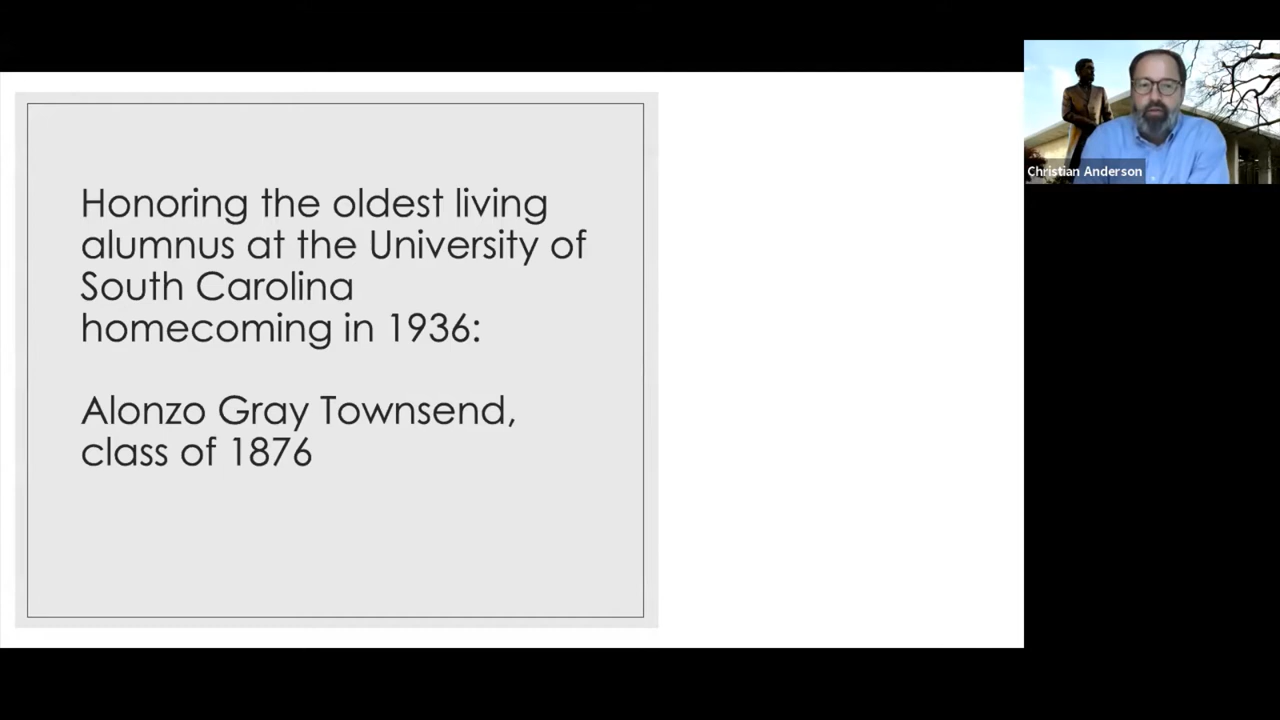 Honoring the oldest living
alumnus at the University of
South Carolina
homecoming in 1936:
Alonzo Gray Townsend,
class of 1876
Christian Anderson